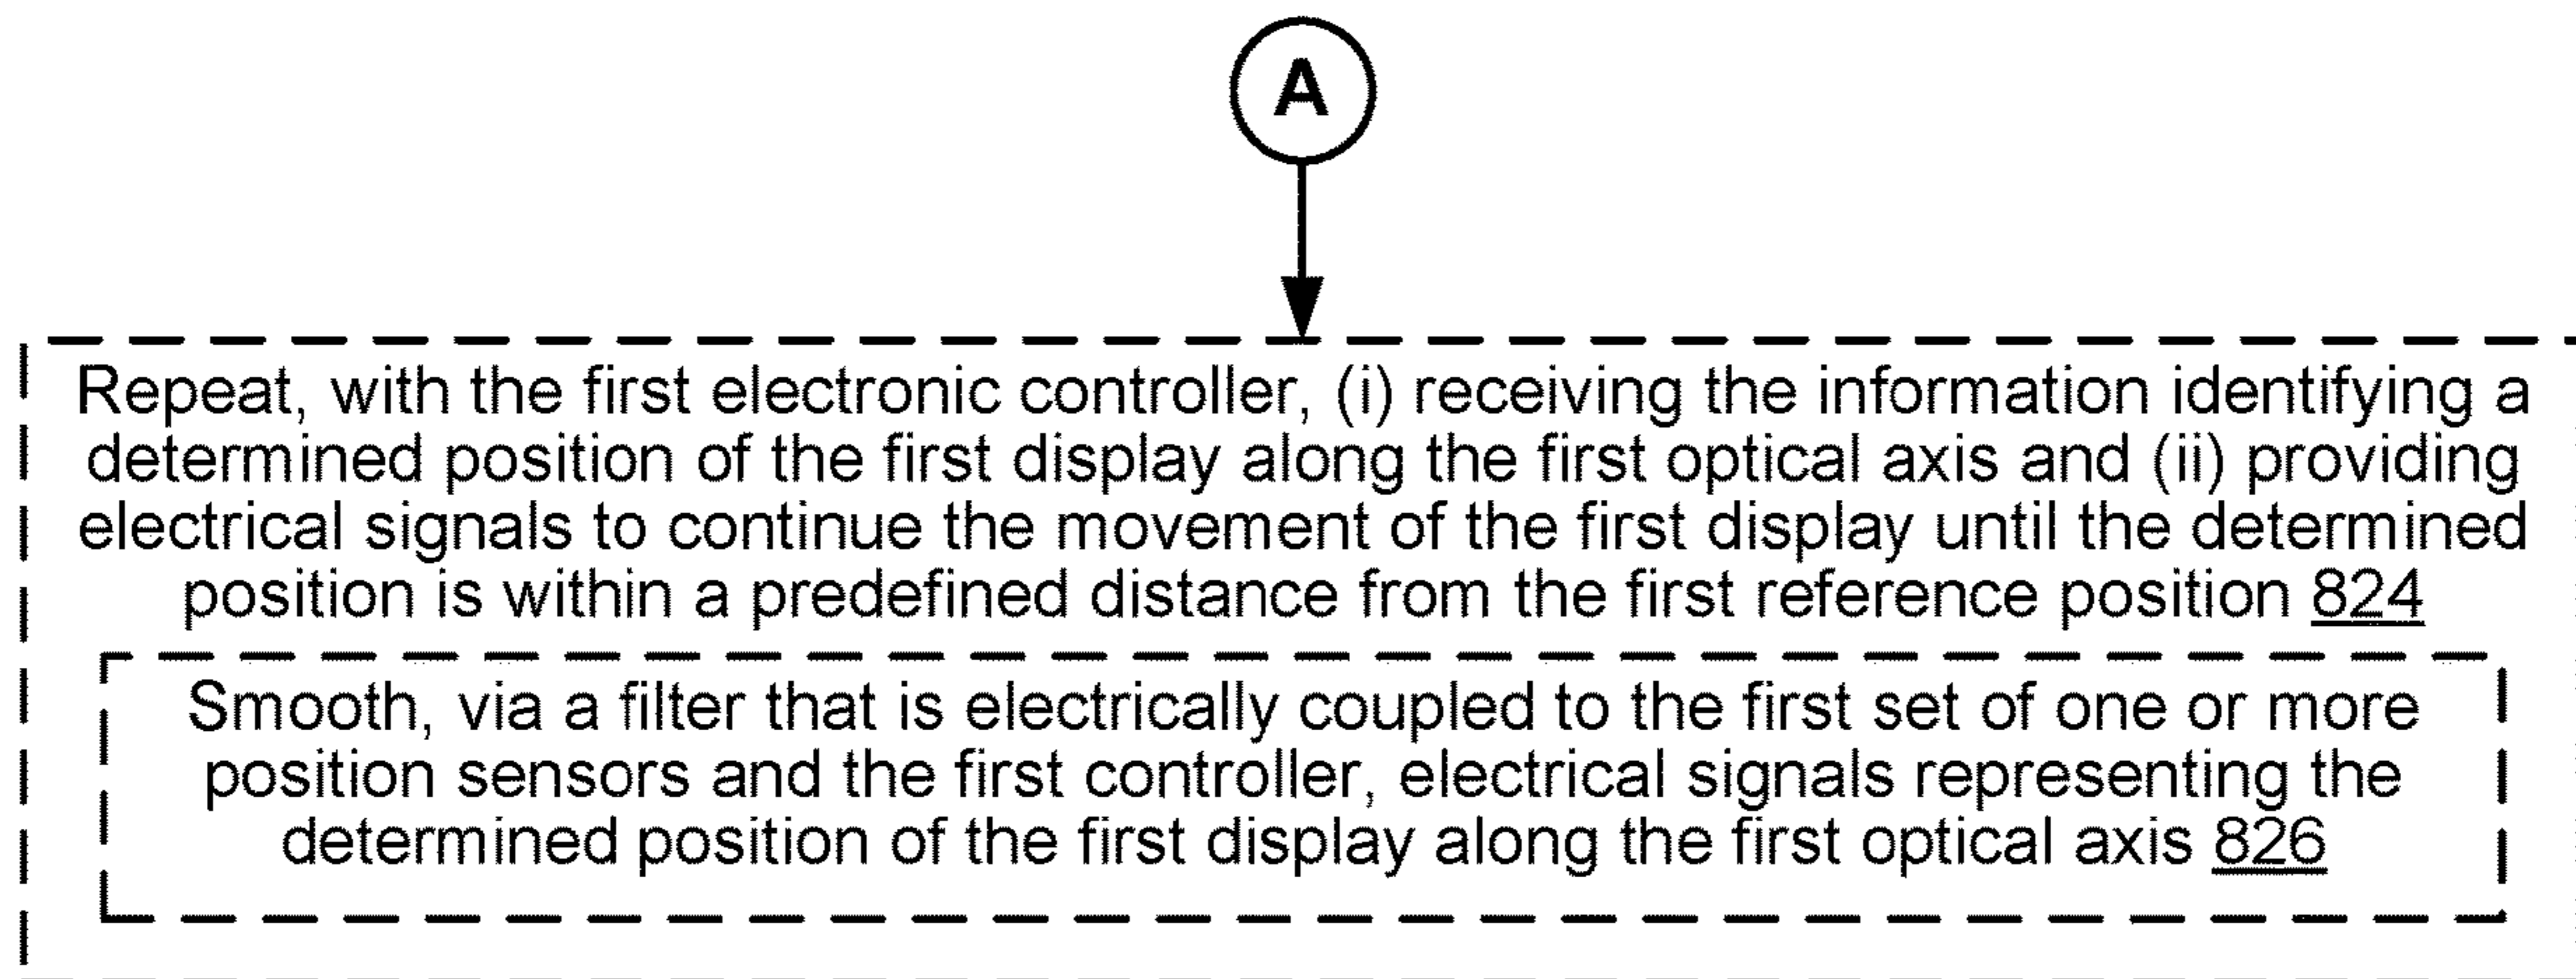 A
Repeat, with the first electronic controller, (i) receiving the information identifying a
determined position of the first display along the first optical axis and (ii) providing
electrical signals to continue the movement of the first display until the determined
position is within a predefined distance from the first reference position 824
Smooth, via a filter that is electrically coupled to the first set of one or more
position sensors and the first controller, electrical signals representing the
determined position of the first display along the first optical axis 826